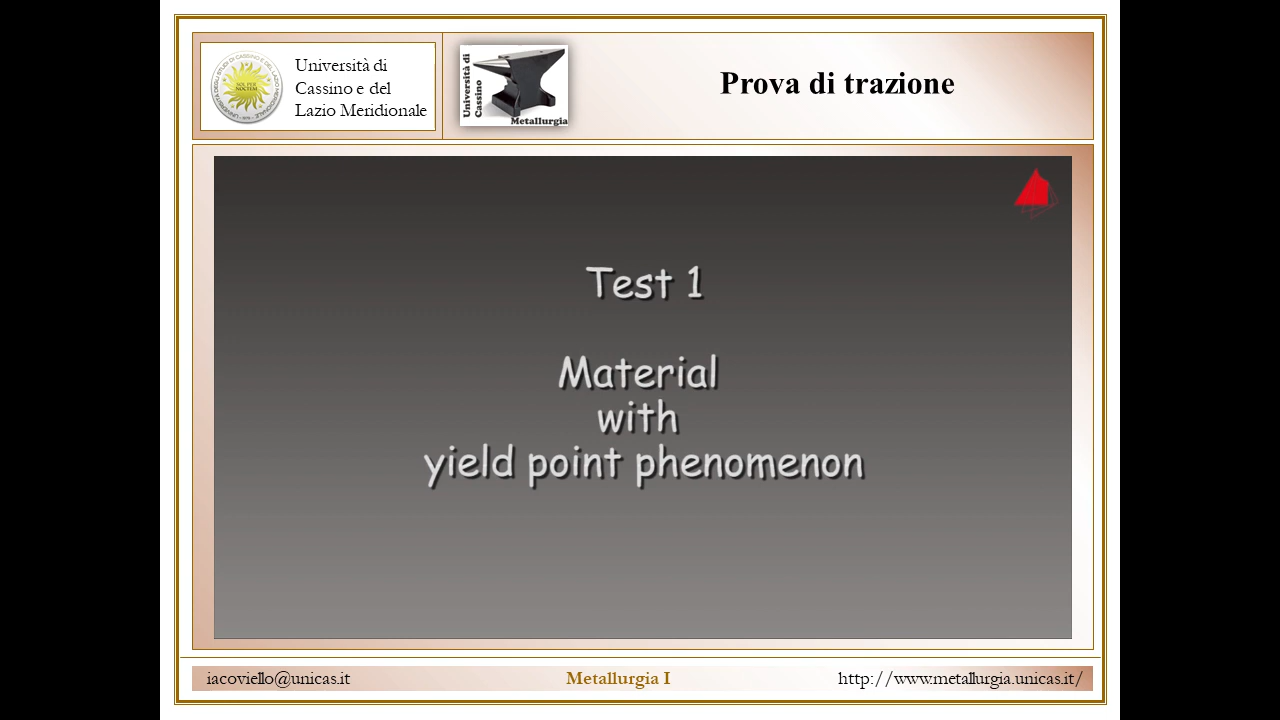 Università di
Cassino e del
Lazio Meridionale
Università di
Cassino
Metallurgia
Prova di trazione
Test 1
Material
with
yield point phenomenon
iacoviello@unicas.it
Metallurgia I
http://www.metallurgia.unicas.it/